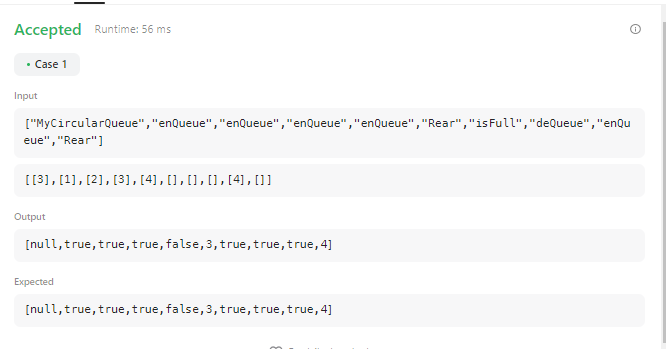 Accepted Runtime: 56 ms
• Case 1
Input
["MyCircularQueue","enQueue","enQueue","enQueue","enQueue","Rear","isFull","deQueue","enQu
eue","Rear"]
[[3],[1],[2],[3],[4],[],[],[],[4],[]]
Output
[null,true,true,true,false,3,true,true,true,4]
Expected
[null,true,true,true,false,3,true,true,true,4]